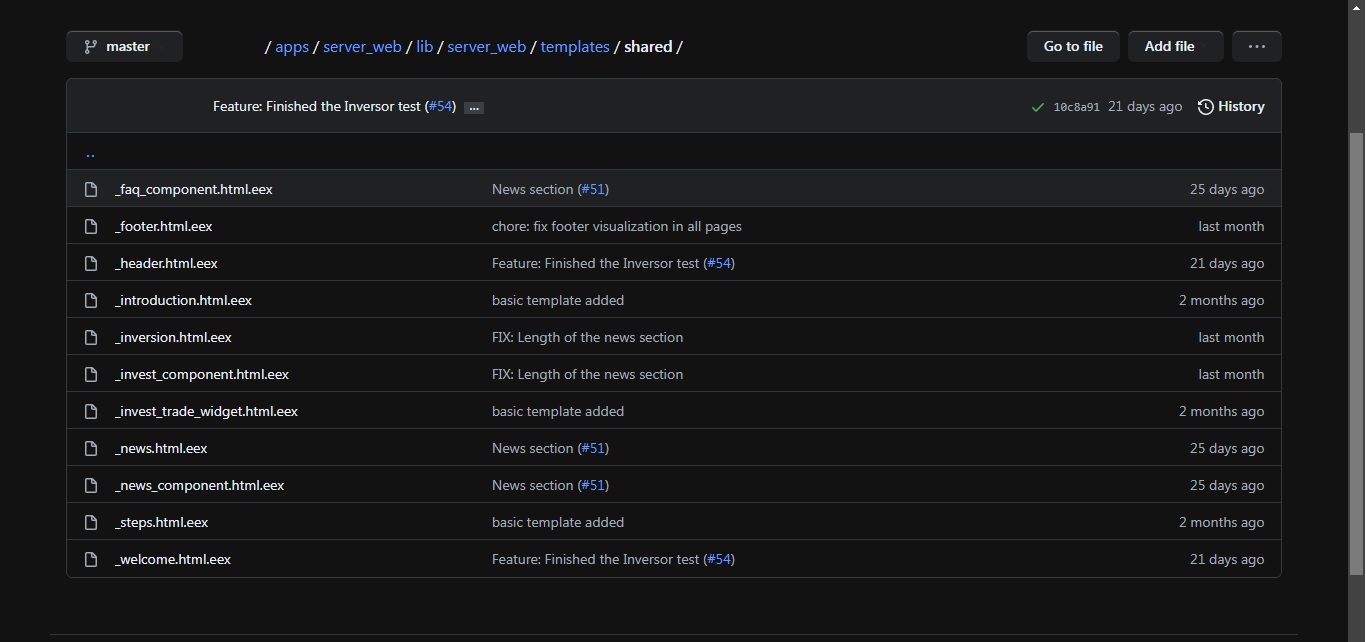 master / apps / server_web / lib / server_web / templates / shared / Go to file Add file ...
Feature: Finished the Inversor test (#54) ... 10c8a91 21 days ago History
..
_faq_component.html.eex News section (#51) 25 days ago
_footer.html.eex chore: fix footer visualization in all pages last month
_header.html.eex Feature: Finished the Inversor test (#54) 21 days ago
_introduction.html.eex basic template added 2 months ago
_inversion.html.eex FIX: Length of the news section last month
_invest_component.html.eex FIX: Length of the news section last month
_invest_trade_widget.html.eex basic template added 2 months ago
_news.html.eex News section (#51) 25 days ago
_news_component.html.eex News section (#51) 25 days ago
_steps.html.eex basic template added 2 months ago
_welcome.html.eex Feature: Finished the Inversor test (#54) 21 days ago